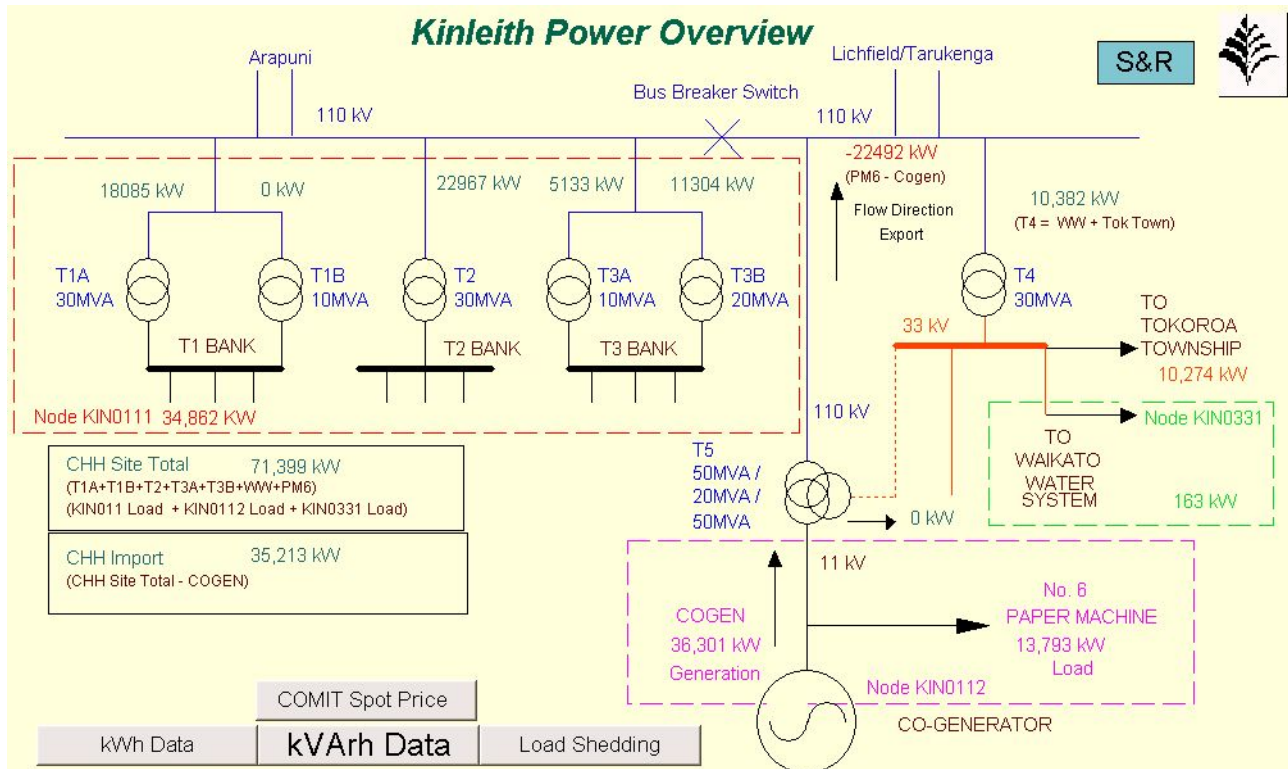 Kinleith Power Overview
S&R
Arapuni
Lichfield/Tarukenga
Bus Breaker Switch
110 kV
110 kV
18085 kW
0 kW
22967 kW
5133 kW
11304 kW
-22492 kW
(PM6 - Cogen)
Flow Direction
Export
10,382 kW
(T4 = WW + Tok Town)
T1A
30MVA
T1B
10MVA
T2
30MVA
T3A
10MVA
T3B
20MVA
T4
30MVA
T1 BANK
T2 BANK
T3 BANK
33 kV
TO
TOKOROA
TOWNSHIP
10,274 kW
Node KIN0111 34,862 KW
110 kV
Node KIN0331
TO
WAIKATO
WATER
SYSTEM
163 kW
T5
50MVA /
20MVA /
50MVA
0 kW
CHH Site Total 71,399 kW
(T1A+T1B+T2+T3A+T3B+WW+PM6)
(KIN011 Load + KIN0112 Load + KIN0331 Load)
CHH Import 35,213 kW
(CHH Site Total - COGEN)
11 kV
COGEN
36,301 kW
Generation
No. 6
PAPER MACHINE
13,793 kW
Load
Node KIN0112
CO-GENERATOR
COMIT Spot Price
kWh Data
kVArh Data
Load Shedding